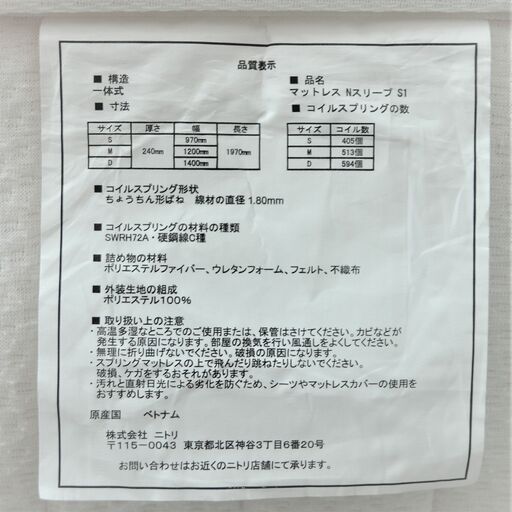 品質表示
■ 構造
一体式
■ 品名
マットレス Nスリープ S1
■ 寸法
サイズ 厚さ 幅 長さ
S 240mm 970mm 1970mm
M 1200mm
D 1400mm
■ コイルスプリングの数
サイズ コイル数
S 405個
M 513個
D 594個
■ コイルスプリング形状
ちょうちん形ばね 線材の直径 1.80mm
■ コイルスプリングの材料の種類
SWRH72A・硬鋼線C種
■ 詰め物の材料
ポリエステルファイバー、ウレタンフォーム、フェルト、不織布
■ 外装生地の組成
ポリエステル100%
■ 取り扱い上の注意
・高温多湿なところでのご使用または、保管はさけてください。カビなどが
発生する原因になります。部屋の換気を行い風通しをよくしてください。
・無理に折り曲げないでください。破損の原因になります。
・スプリングマットレスの上で飛んだり跳ねたりしないでください。
破損、ケガをするおそれがあります。
・汚れと直射日光による劣化を防ぐため、シーツやマットレスカバーの使用を
おすすめします。
原産国 ベトナム
株式会社 ニトリ
〒115-0043 東京都北区神谷3丁目6番20号
お問い合わせはお近くのニトリ店舗にて承ります。